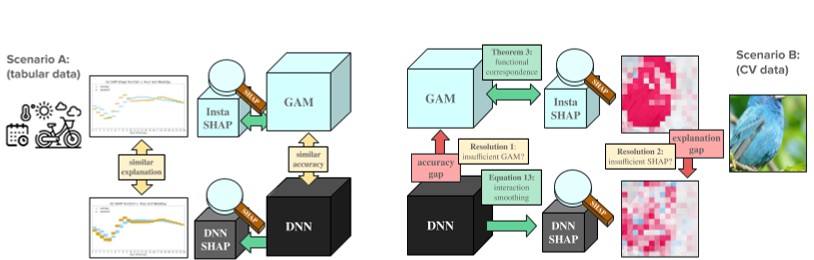 Scenario A:
(tabular data)
Insta
SHAP
SHAP
GAM
similar
explanation
similar
accuracy
DNN
SHAP
SHAP
DNN
GAM
Theorem 3:
functional
correspondence
Insta
SHAP
SHAP
Scenario B:
(CV data)
accuracy
gap
Resolution 1:
insufficient GAM?
Resolution 2:
insufficient SHAP?
explanation
gap
Equation 13:
interaction
smoothing
DNN
DNN
SHAP
SHAP